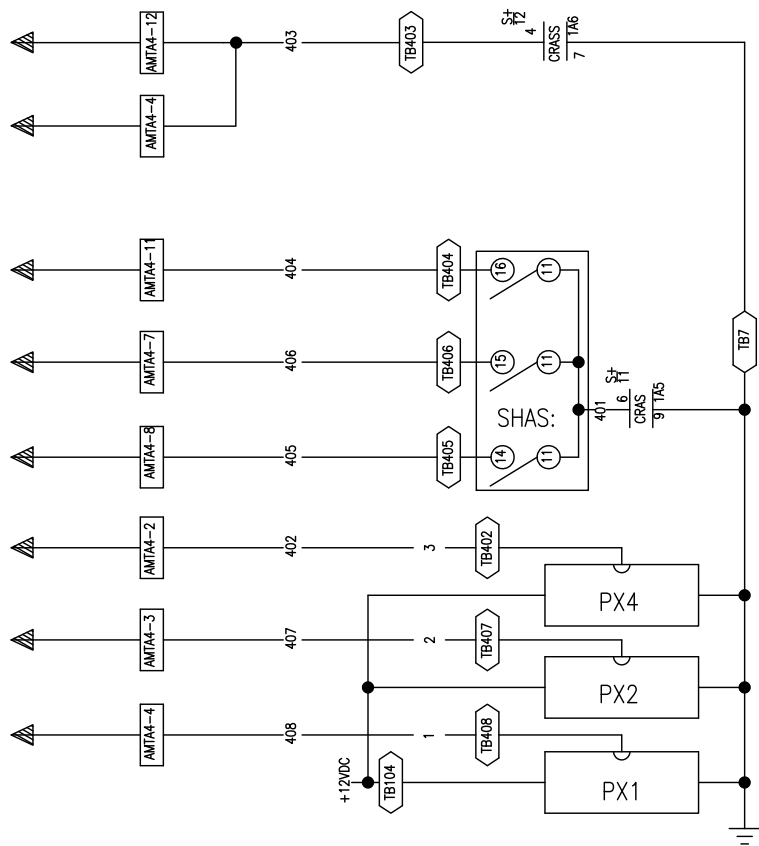 AMTA4-12
403
TB403
S+
12
4
CRASS
1A6
7
AMTA4-4
AMTA4-11
404
TB404
16
11
AMTA4-7
406
TB406
15
11
TB7
SHAS:
401
S+
11
6
CRAS
1A5
9
AMTA4-8
405
TB405
14
11
AMTA4-2
402
3
TB402
PX4
AMTA4-3
407
2
TB407
PX2
AMTA4-4
408
1
TB408
+12VDC
TB104
PX1